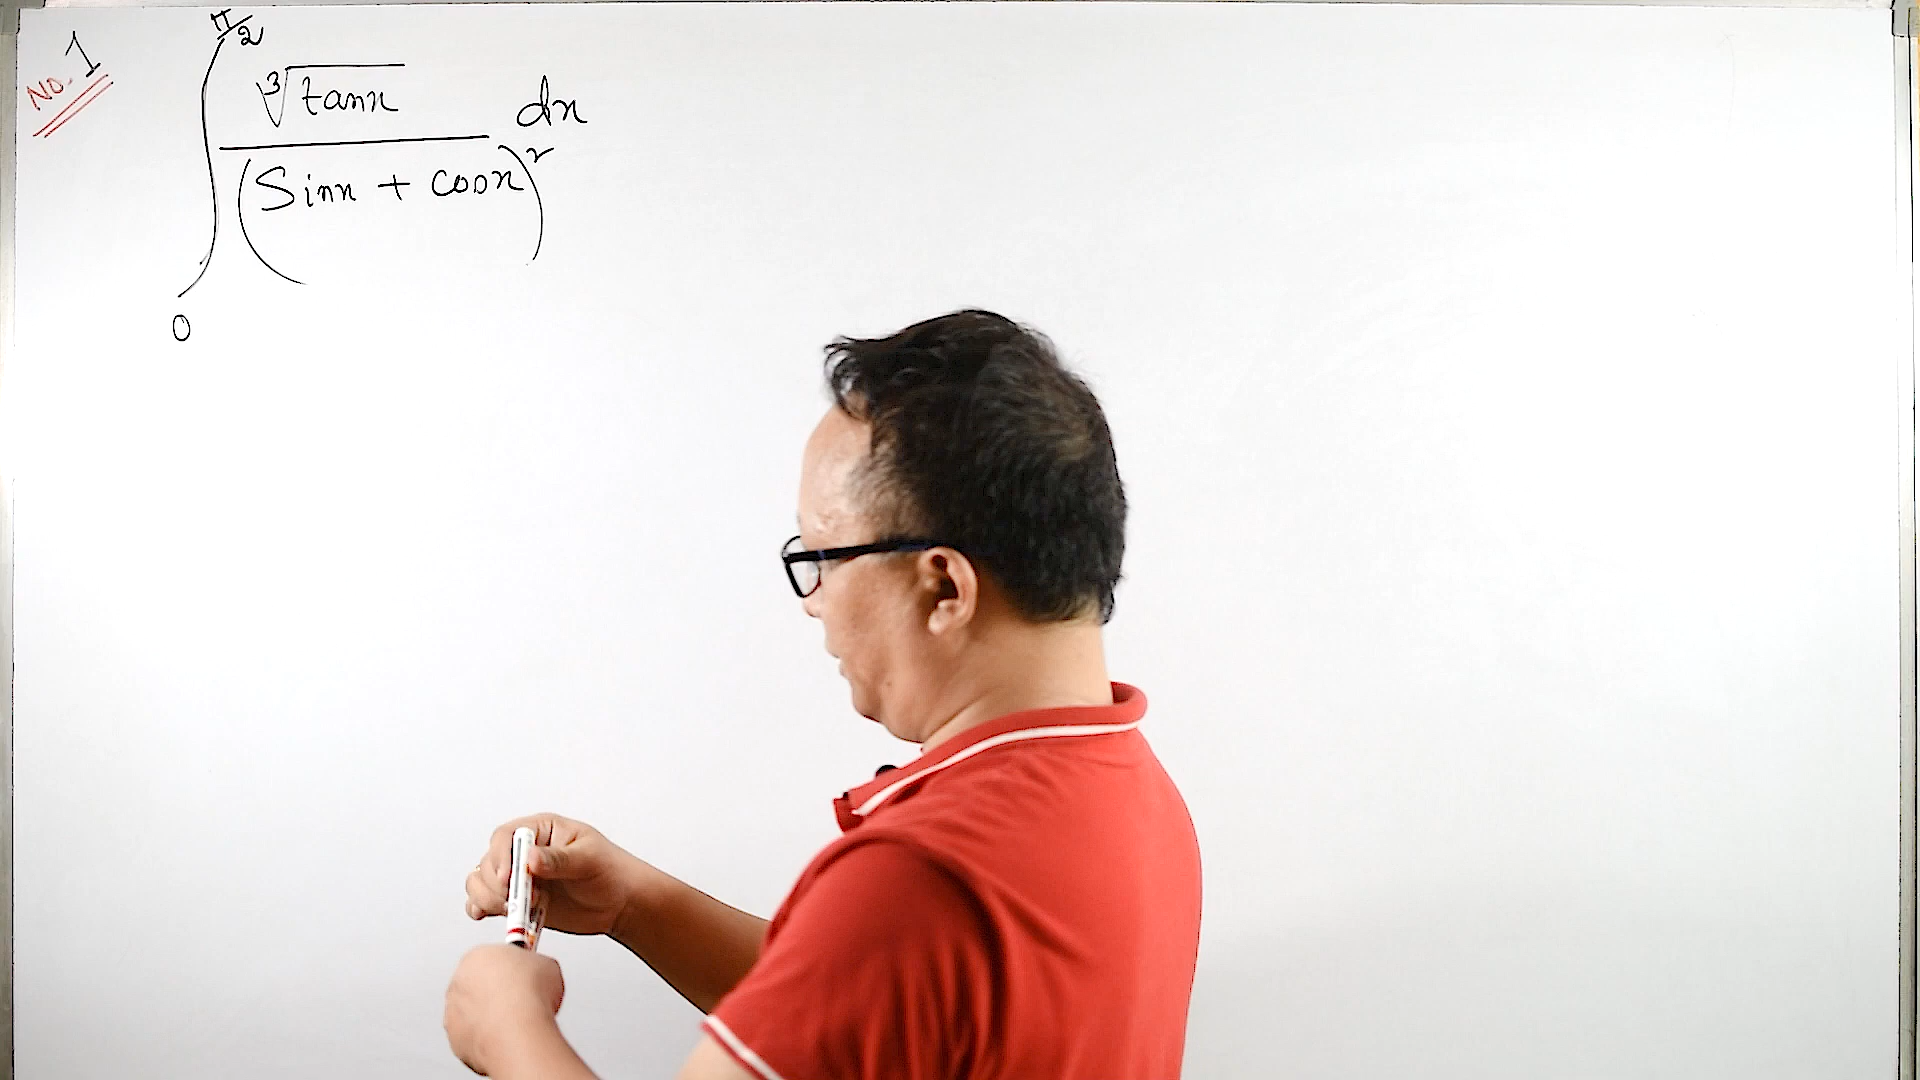 No. 1
π/2
∛tanx dx
(Sinx + cosx)²
0